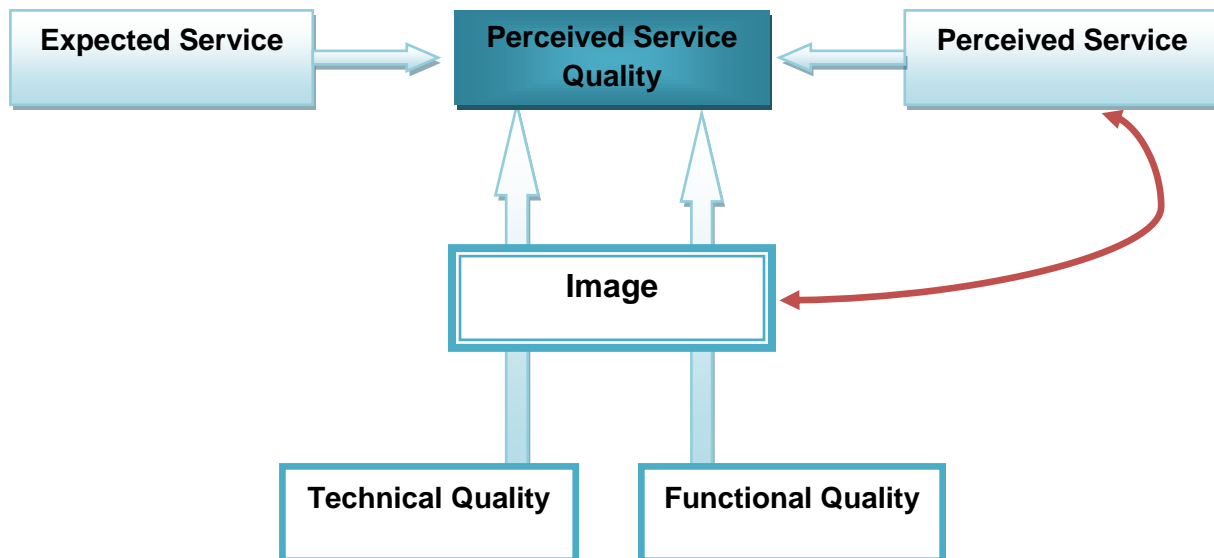 Expected Service
Perceived Service
Quality
Perceived Service
Image
Technical Quality
Functional Quality